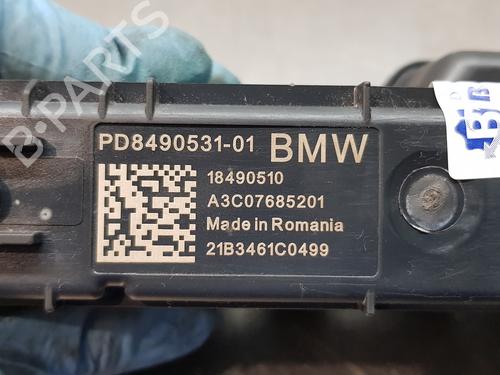 B-PARTS
PD8490531-01 BMW
18490510
A3C07685201
Made in Romania
21B3461C0499